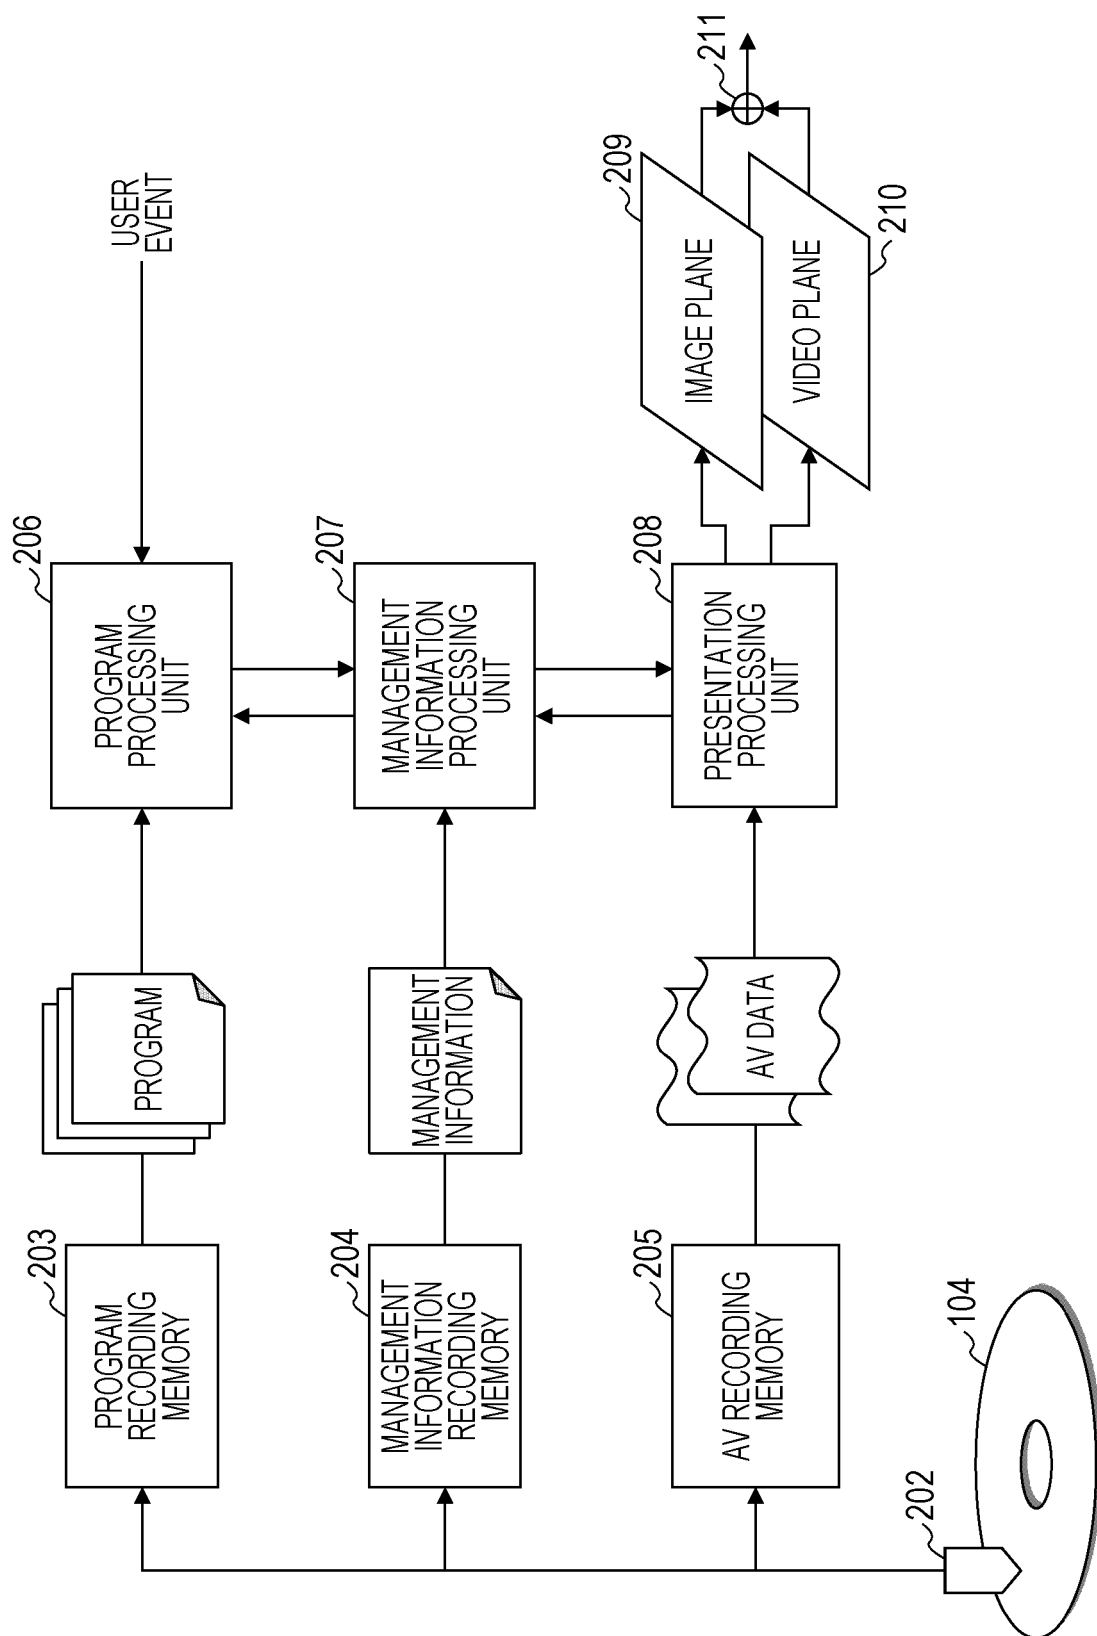 USER
EVENT
206
PROGRAM
PROCESSING
UNIT
PROGRAM
203
PROGRAM
RECORDING
MEMORY
207
MANAGEMENT
INFORMATION
PROCESSING
UNIT
MANAGEMENT
INFORMATION
204
MANAGEMENT
INFORMATION
RECORDING
MEMORY
211
209
IMAGE PLANE
VIDEO PLANE
210
208
PRESENTATION
PROCESSING
UNIT
AV DATA
205
AV RECORDING
MEMORY
202
104